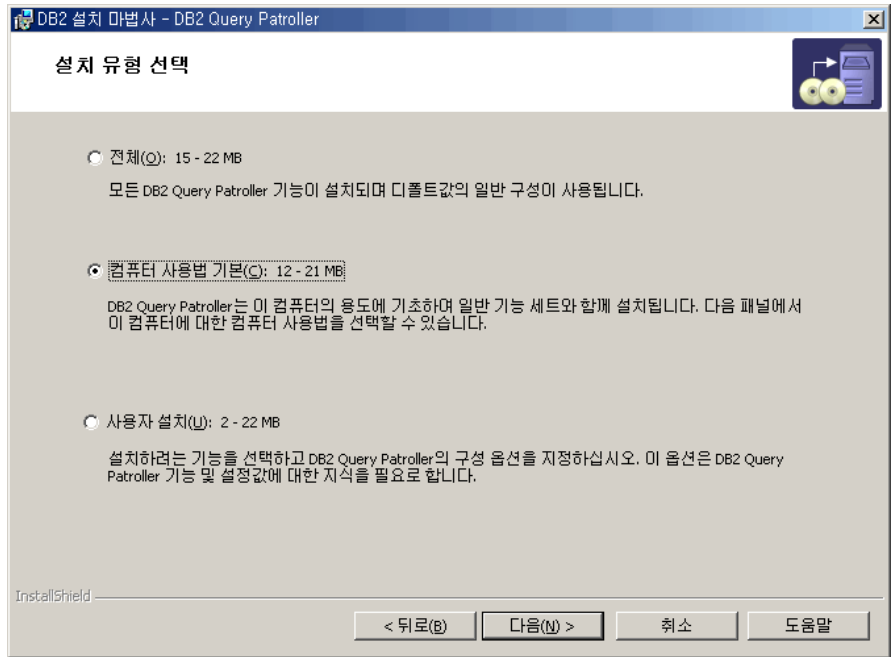 DB2 설치 마법사 - DB2 Query Patroller
설치 유형 선택
전체(O): 15 - 22 MB
모든 DB2 Query Patroller 기능이 설치되며 디폴트값의 일반 구성이 사용됩니다.
컴퓨터 사용법 기본(C): 12 - 21 MB
DB2 Query Patroller는 이 컴퓨터의 용도에 기초하여 일반 기능 세트와 함께 설치됩니다. 다음 패널에서
이 컴퓨터에 대한 컴퓨터 사용법을 선택할 수 있습니다.
사용자 설치(U): 2 - 22 MB
설치하려는 기능을 선택하고 DB2 Query Patroller의 구성 옵션을 지정하십시오. 이 옵션은 DB2 Query
Patroller 기능 및 설정값에 대한 지식을 필요로 합니다.
InstallShield
< 뒤로(B) 다음(N) > 취소 도움말